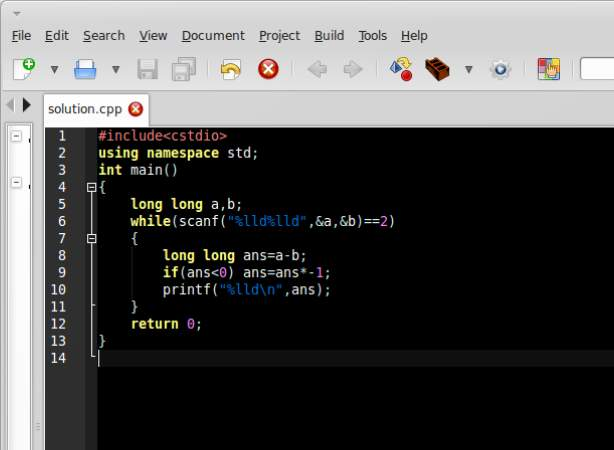 File Edit Search View Document Project Build Tools Help
solution.cpp
1 #include<cstdio>
2 using namespace std;
3 int main()
4 {
5 long long a,b;
6 while(scanf("%lld%lld",&a,&b)==2)
7 {
8 long long ans=a-b;
9 if(ans<0) ans=ans*-1;
10 printf("%lld\n",ans);
11 }
12 return 0;
13 }
14